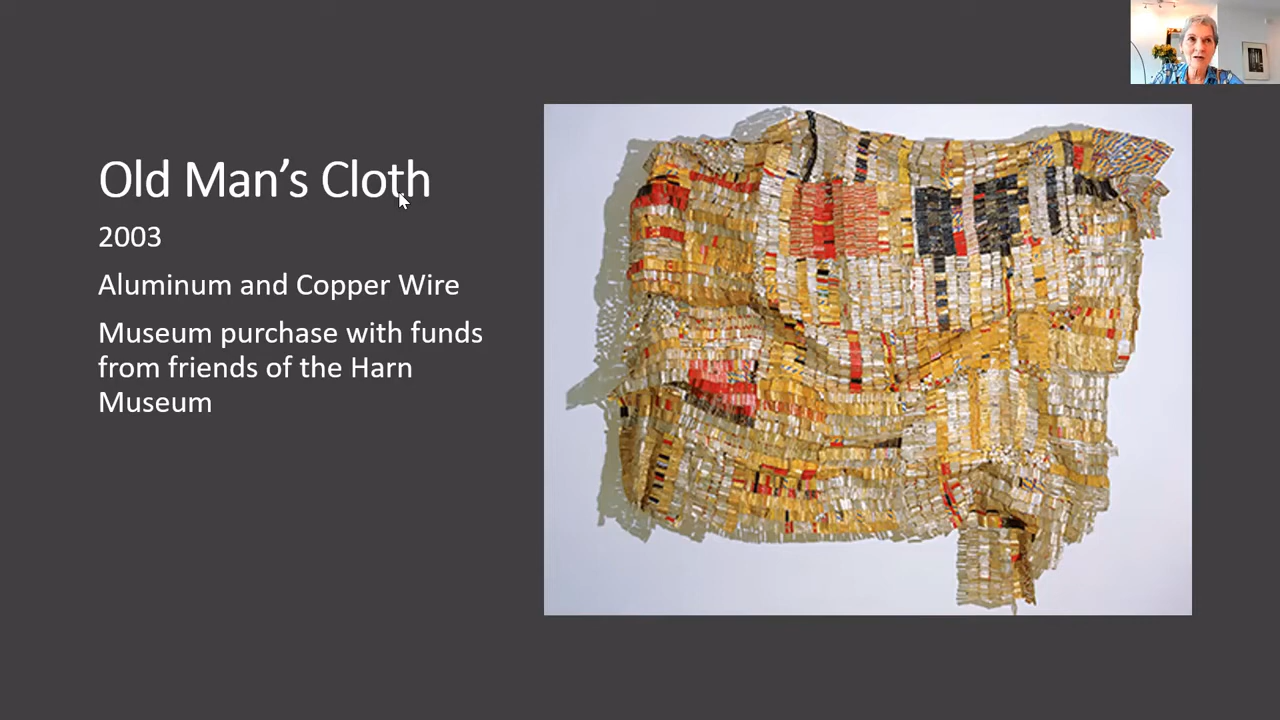 Old Man’s Cloth
2003
Aluminum and Copper Wire
Museum purchase with funds
from friends of the Harn
Museum